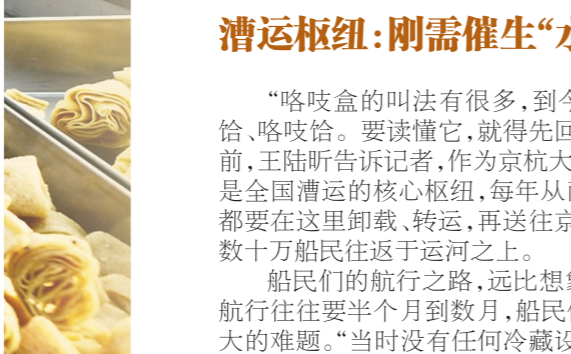 漕运枢纽:刚需催生“
“咯吱盒的叫法有很多,到
饹、咯吱饸。要读懂它,就得先回
前,王陆昕告诉记者,作为京杭大
是全国漕运的核心枢纽,每年从
都要在这里卸载、转运,再送往京
数十万船民往返于运河之上。
船民们的航行之路,远比想象
航行往往要半个月到数月,船民
大的难题。“当时没有任何冷藏设